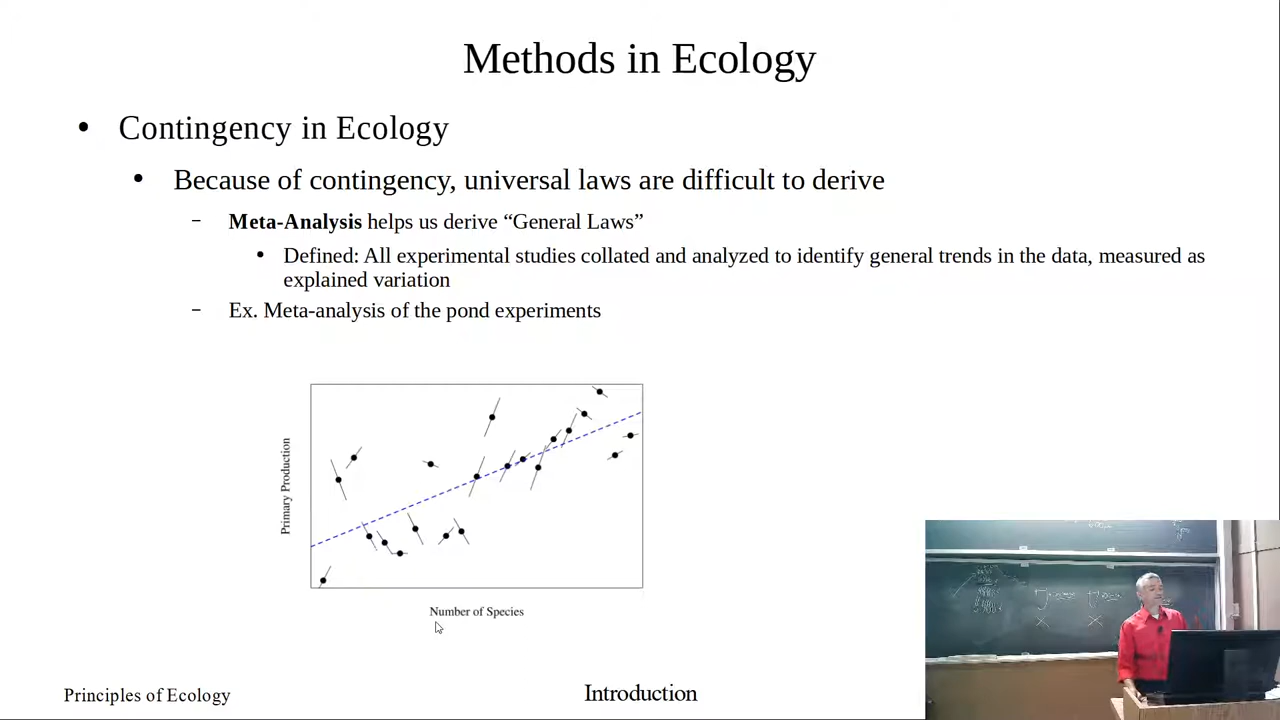 Methods in Ecology
• Contingency in Ecology
• Because of contingency, universal laws are difficult to derive
– Meta-Analysis helps us derive “General Laws”
• Defined: All experimental studies collated and analyzed to identify general trends in the data, measured as
explained variation
– Ex. Meta-analysis of the pond experiments
Primary Production
Number of Species
Principles of Ecology
Introduction